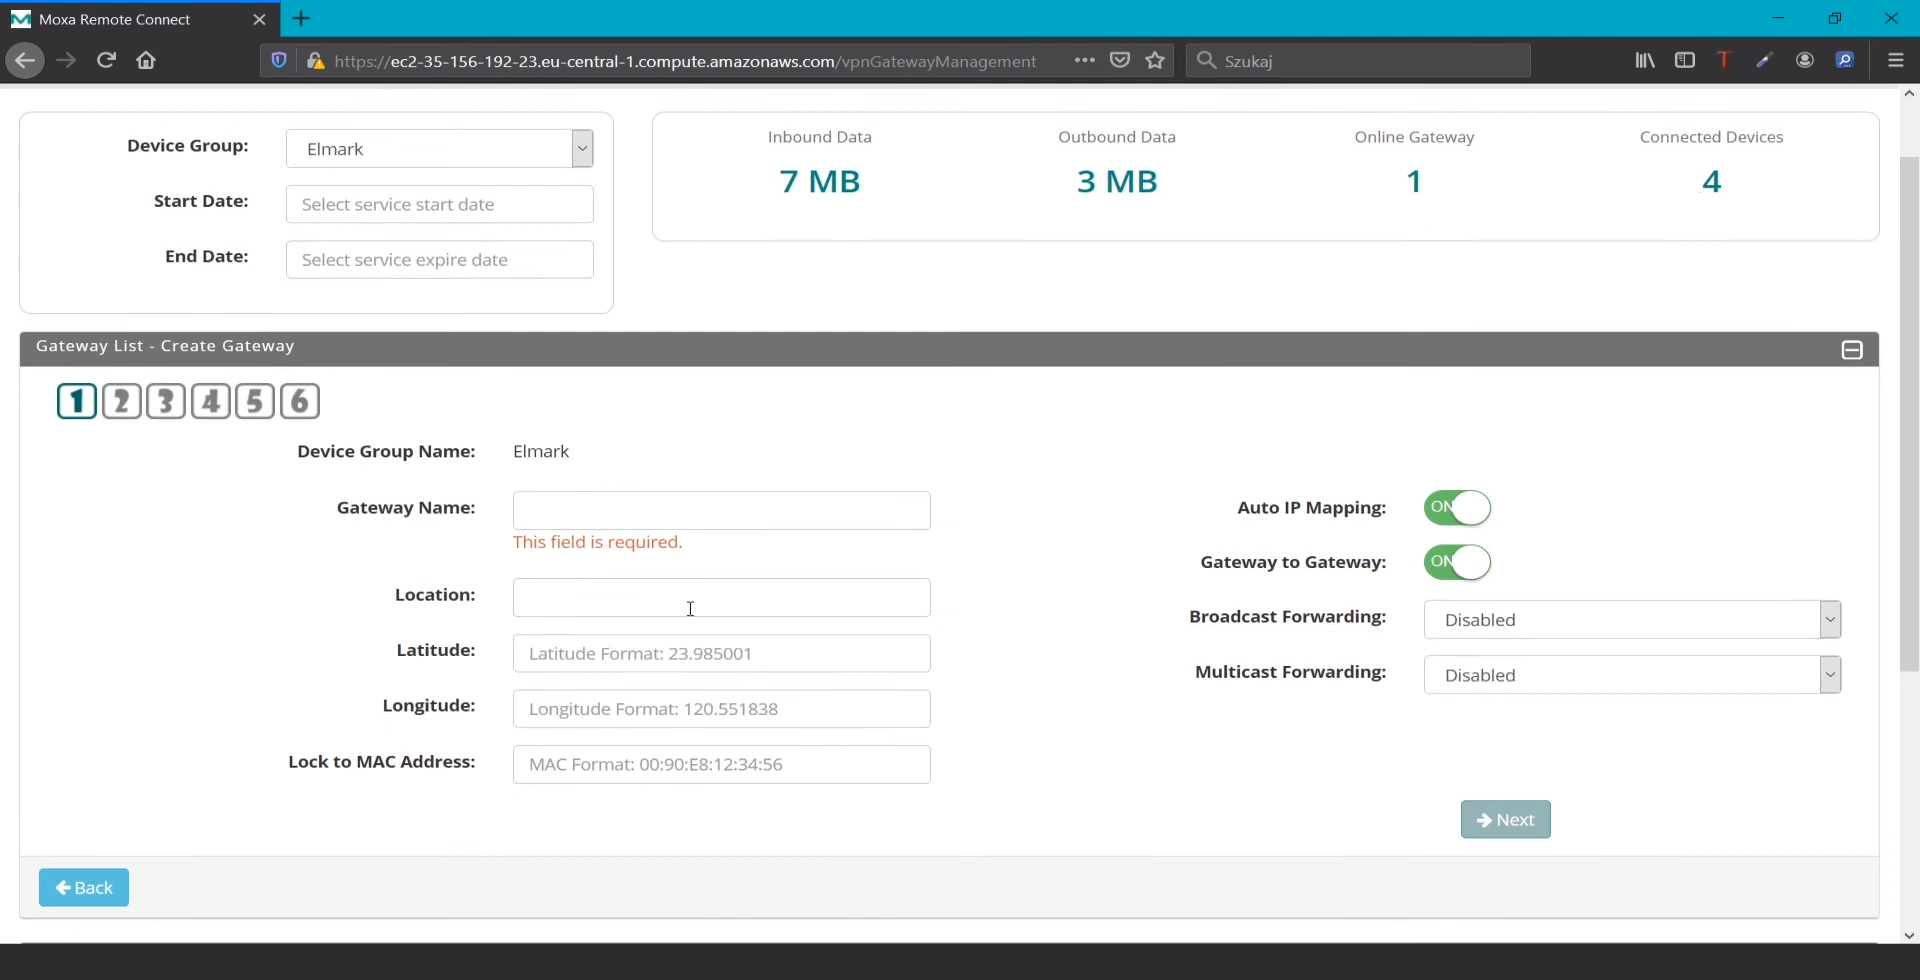 Moxa Remote Connect
https://ec2-35-156-192-23.eu-central-1.compute.amazonaws.com/vpnGatewayManagement
Szukaj
Device Group:
Elmark
Start Date:
Select service start date
End Date:
Select service expire date
Inbound Data
Outbound Data
Online Gateway
Connected Devices
7 MB
3 MB
1
4
Gateway List - Create Gateway
1 2 3 4 5 6
Device Group Name:
Elmark
Gateway Name:
This field is required.
Location:
Latitude:
Latitude Format: 23.985001
Longitude:
Longitude Format: 120.551838
Lock to MAC Address:
MAC Format: 00:90:E8:12:34:56
Auto IP Mapping:
ON
Gateway to Gateway:
ON
Broadcast Forwarding:
Disabled
Multicast Forwarding:
Disabled
Next
Back